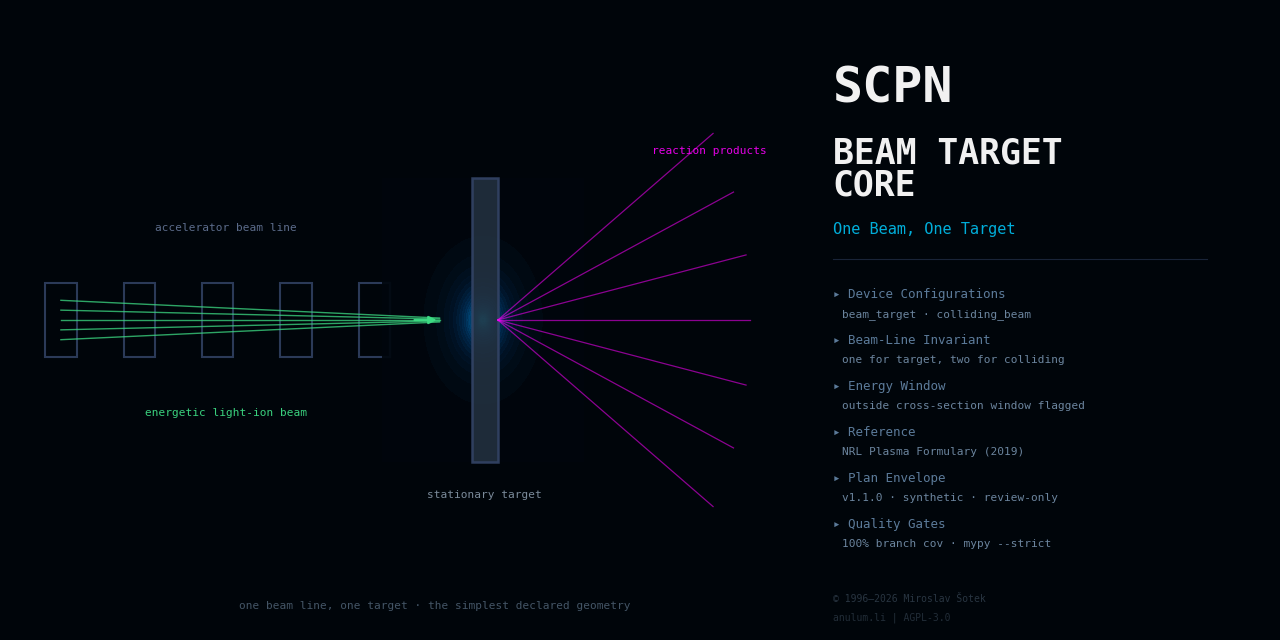 accelerator beam line
energetic light-ion beam
stationary target
reaction products
one beam line, one target · the simplest declared geometry
SCPN
BEAM TARGET
CORE
One Beam, One Target
▸ Device Configurations
beam_target · colliding_beam
▸ Beam-Line Invariant
one for target, two for colliding
▸ Energy Window
outside cross-section window flagged
▸ Reference
NRL Plasma Formulary (2019)
▸ Plan Envelope
v1.1.0 · synthetic · review-only
▸ Quality Gates
100% branch cov · mypy --strict
© 1996–2026 Miroslav Šotek
anulum.li | AGPL-3.0